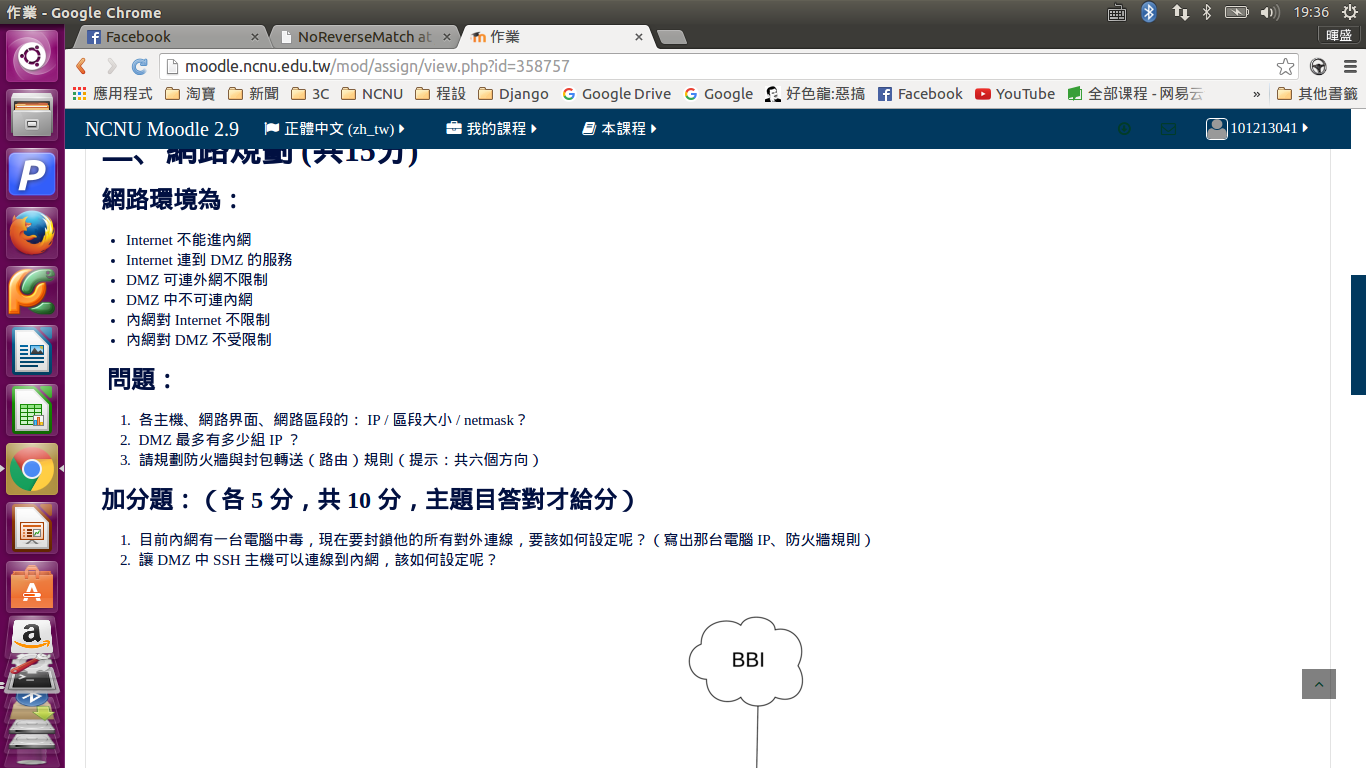 作業 - Google Chrome
19:36
Facebook
NoReverseMatch at
作業
暉盛
moodle.ncnu.edu.tw/mod/assign/view.php?id=358757
應用程式 淘寶 新聞 3C NCNU 程設 Django Google Drive Google 好色龍:惡搞 Facebook YouTube 全部课程 - 网易云 » 其他書籤
NCNU Moodle 2.9 正體中文 (zh_tw) 我的課程 本課程 101213041
二、網路規劃 (共15分)
網路環境為：
• Internet 不能進內網
• Internet 連到 DMZ 的服務
• DMZ 可連外網不限制
• DMZ 中不可連內網
• 內網對 Internet 不限制
• 內網對 DMZ 不受限制
問題：
1. 各主機、網路界面、網路區段的： IP / 區段大小 / netmask？
2. DMZ 最多有多少組 IP ？
3. 請規劃防火牆與封包轉送（路由）規則（提示：共六個方向）
加分題：（各 5 分，共 10 分，主題目答對才給分）
1. 目前內網有一台電腦中毒，現在要封鎖他的所有對外連線，要該如何設定呢？（寫出那台電腦 IP、防火牆規則）
2. 讓 DMZ 中 SSH 主機可以連線到內網，該如何設定呢？
BBI